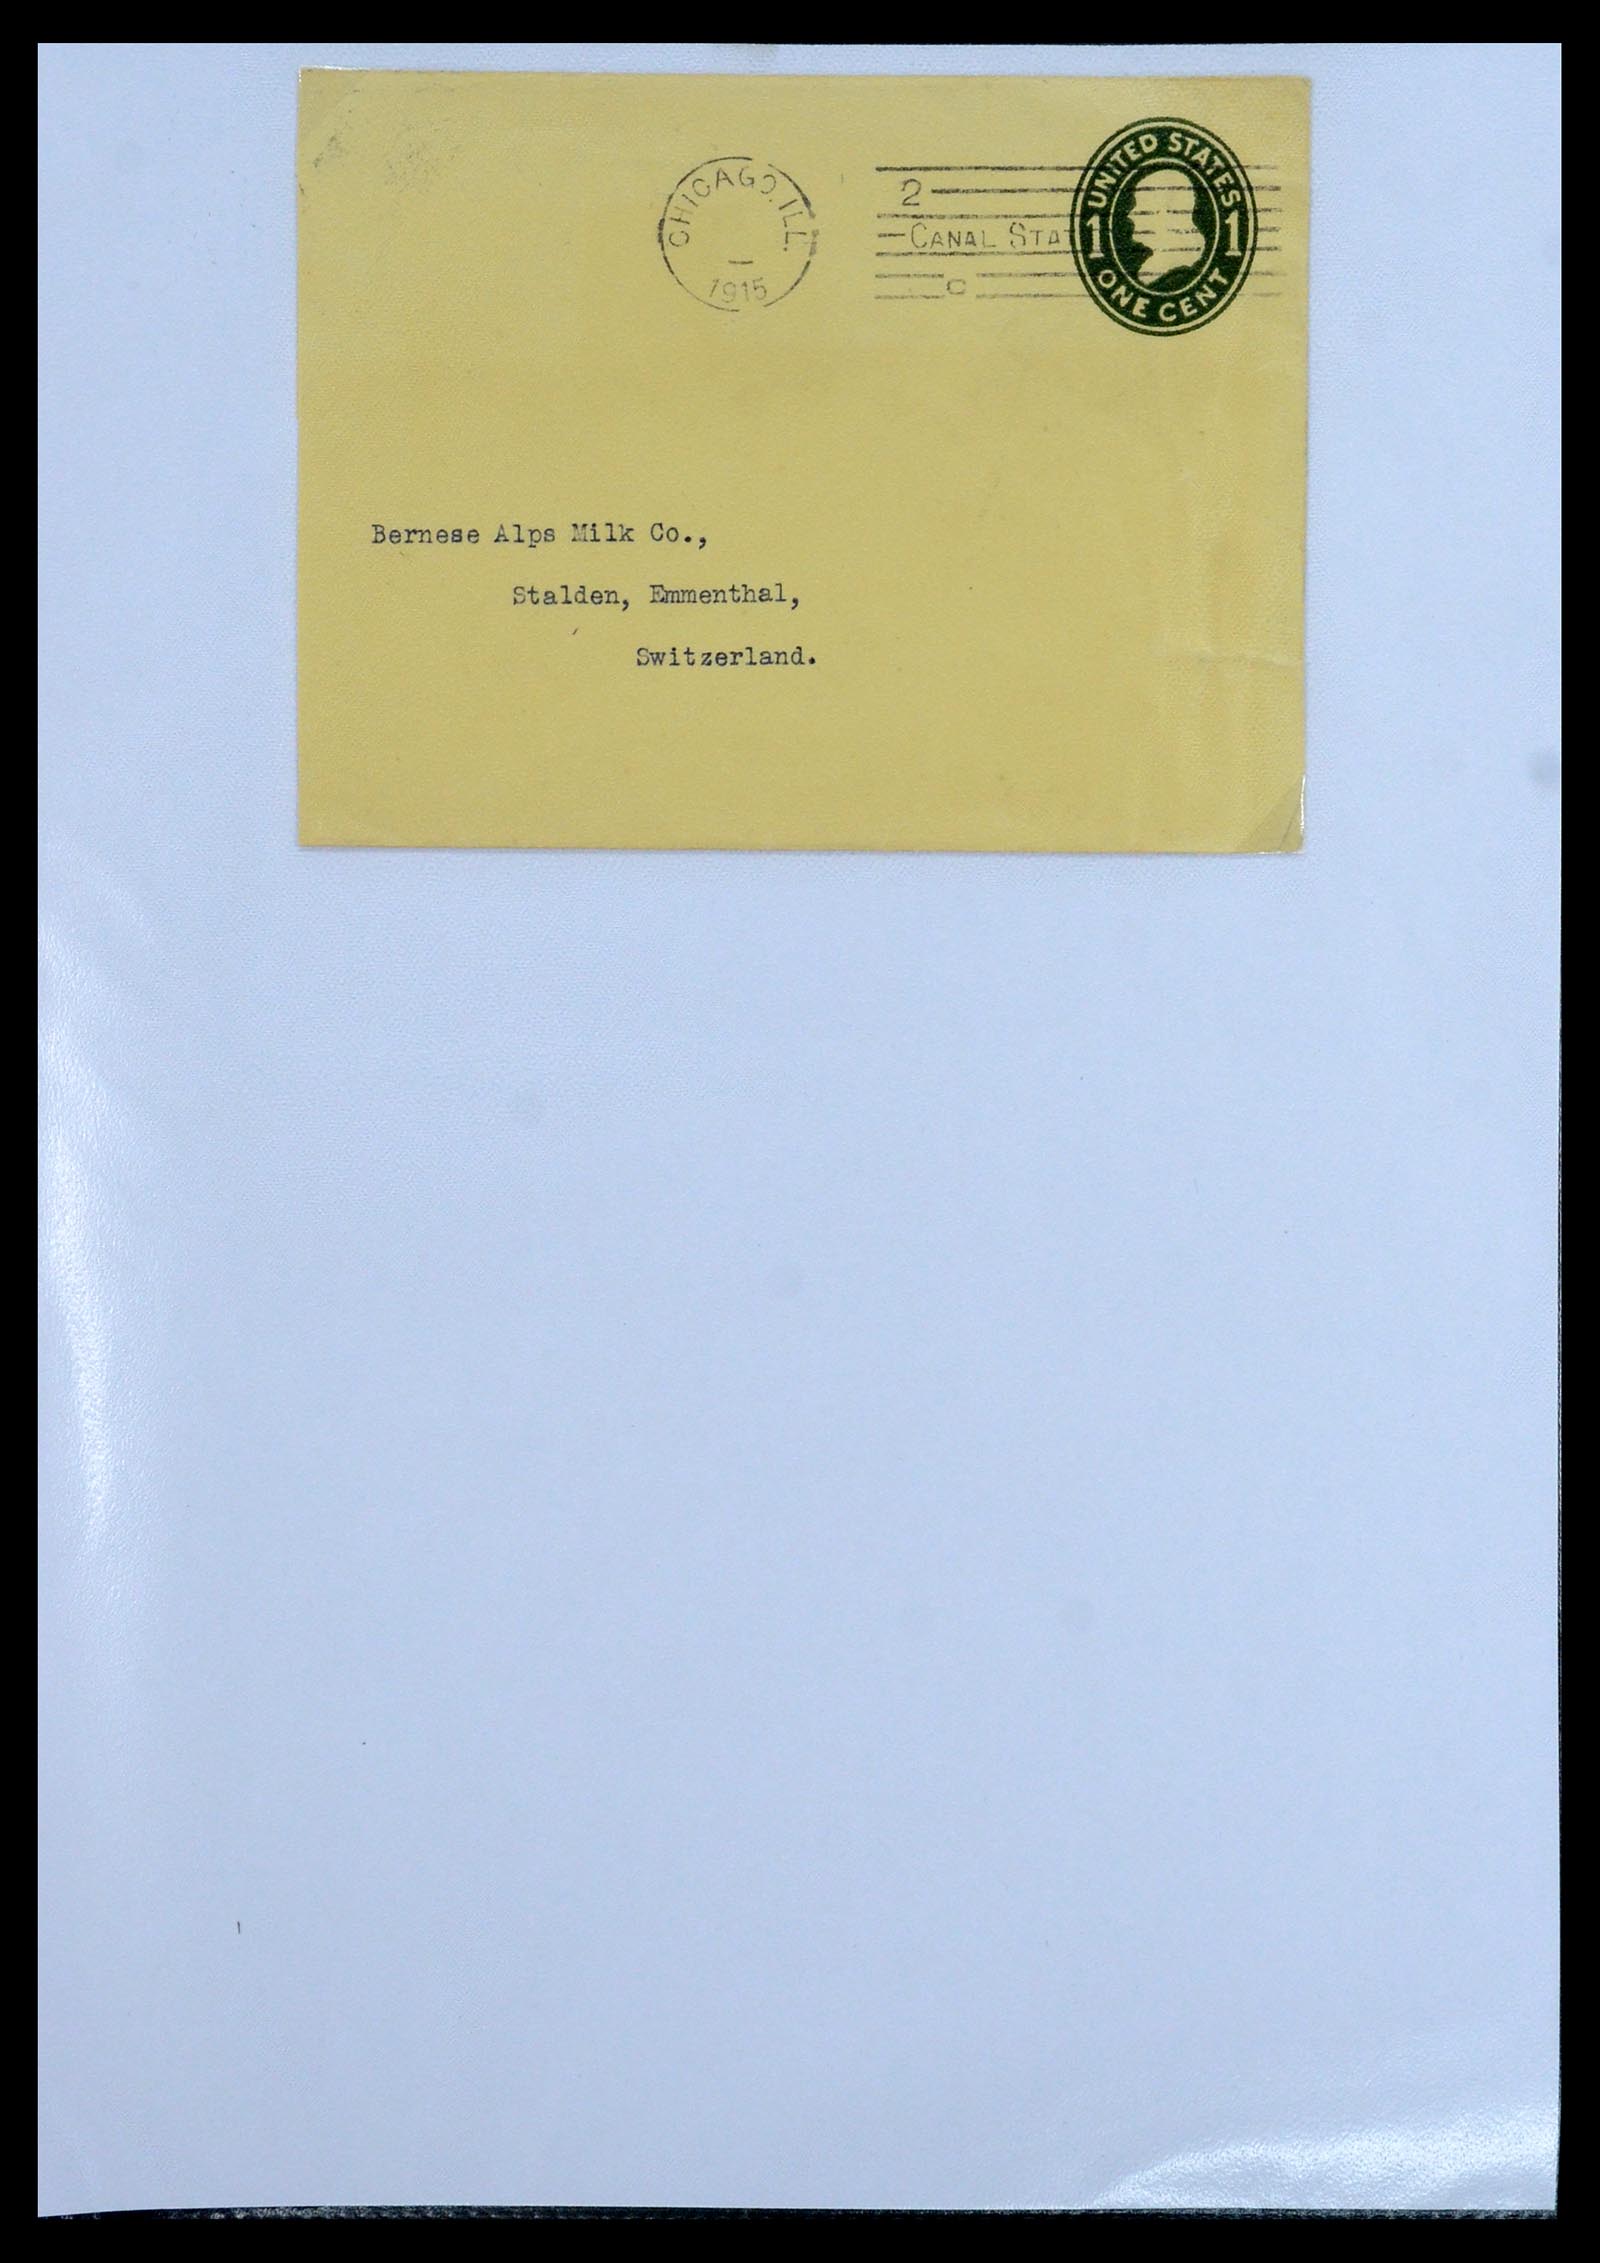 CHICAGO, ILL.
1915
2
CANAL STA
C
UNITED STATES
1 1
ONE CENT
Bernese Alps Milk Co.,
Stalden, Emmenthal,
Switzerland.